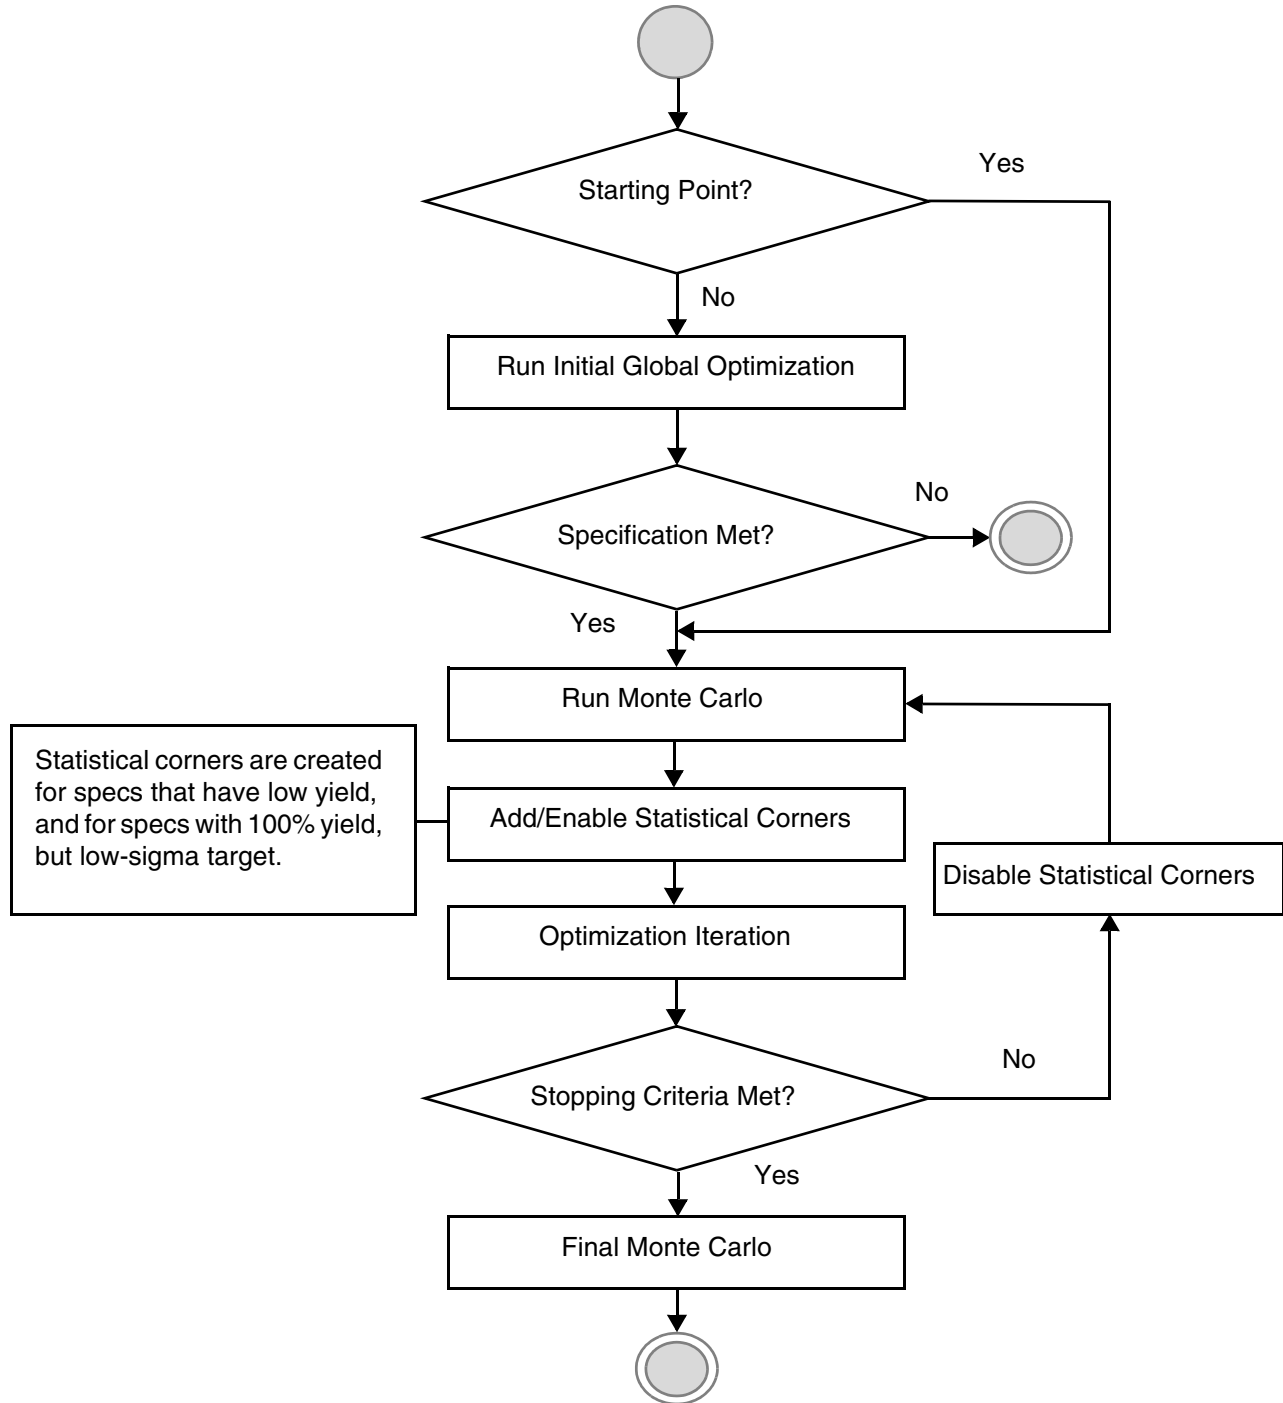 Starting Point?
Yes
No
Run Initial Global Optimization
No
Specification Met?
Yes
Run Monte Carlo
Statistical corners are created
for specs that have low yield,
and for specs with 100% yield,
but low-sigma target.
Add/Enable Statistical Corners
Disable Statistical Corners
Optimization Iteration
No
Stopping Criteria Met?
Yes
Final Monte Carlo